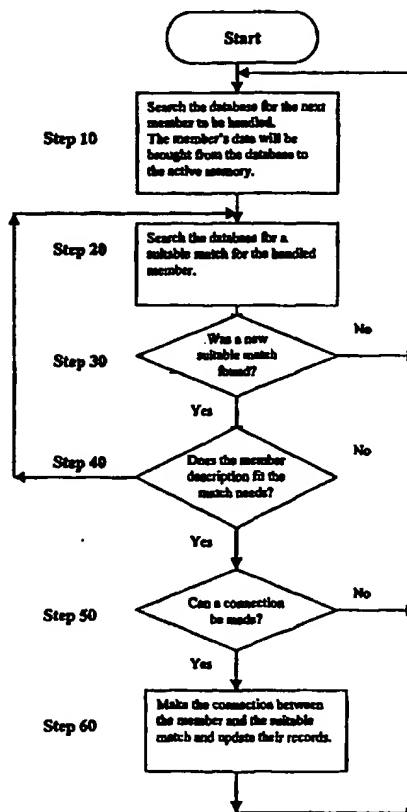 Start
Step 10
Search the database for the next
member to be handled.
The member's data will be
brought from the database to
the active memory.
Step 20
Search the database for a
suitable match for the handled
member.
Step 30
Was a new
suitable match
found?
No
Yes
Step 40
Does the member
description fit the
match needs?
No
Yes
Step 50
Can a connection
be made?
No
Yes
Step 60
Make the connection between
the member and the suitable
match and update their records.